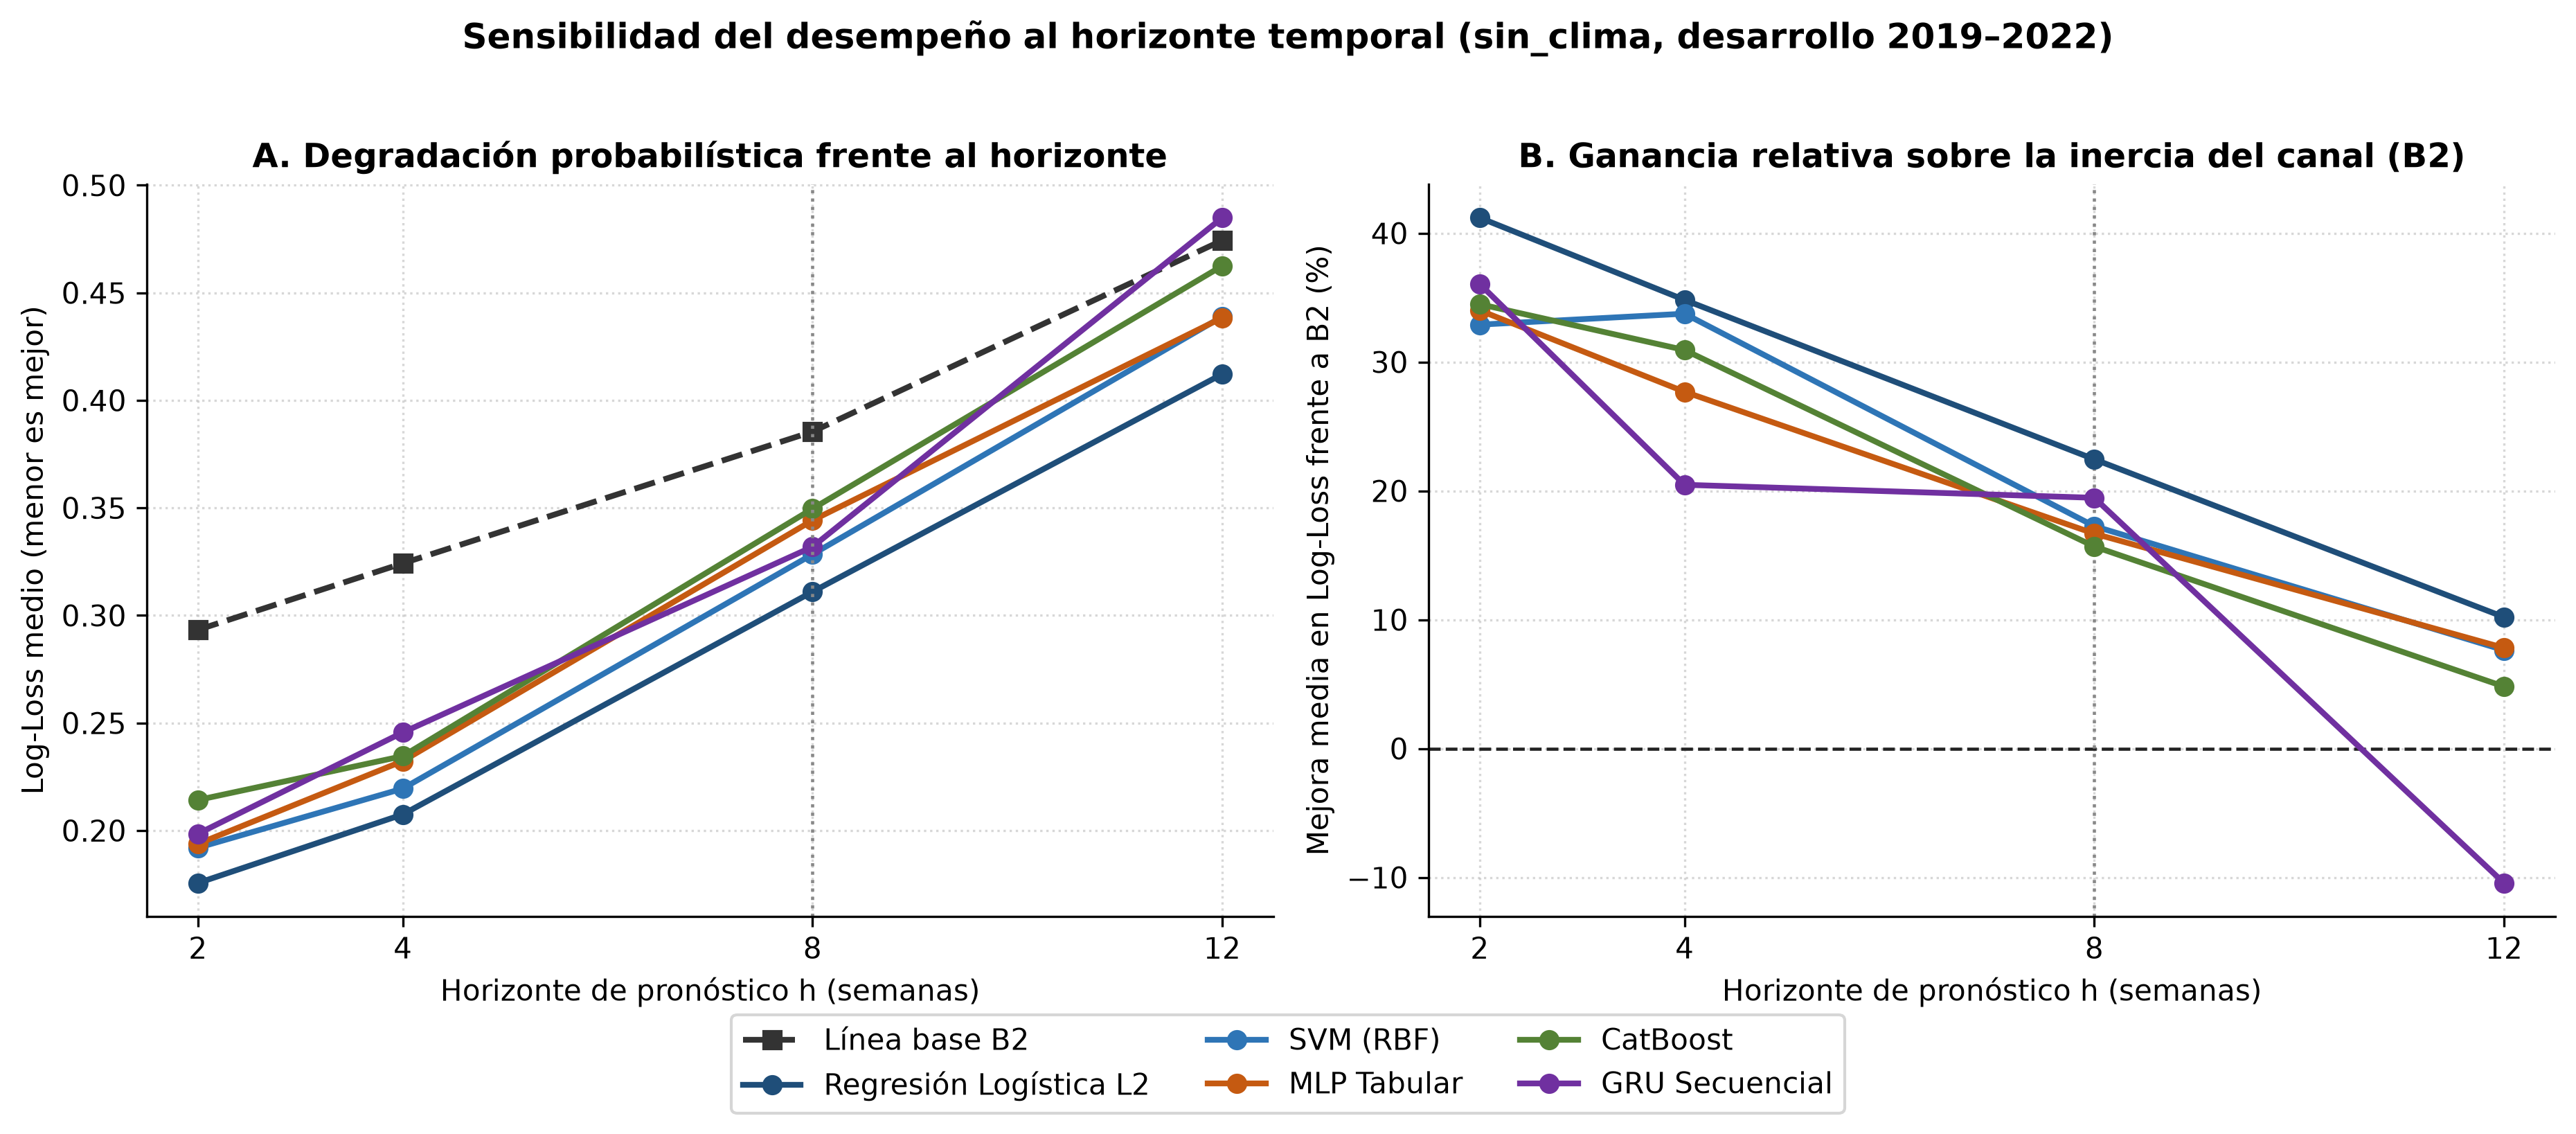 Sensibilidad del desempeño al horizonte temporal (sin_clima, desarrollo 2019–2022)
A. Degradación probabilística frente al horizonte
Log-Loss medio (menor es mejor)
0.50
0.45
0.40
0.35
0.30
0.25
0.20
2 4 8 12
Horizonte de pronóstico h (semanas)
B. Ganancia relativa sobre la inercia del canal (B2)
Mejora media en Log-Loss frente a B2 (%)
40
30
20
10
0
−10
2 4 8 12
Horizonte de pronóstico h (semanas)
Línea base B2
Regresión Logística L2
SVM (RBF)
MLP Tabular
CatBoost
GRU Secuencial